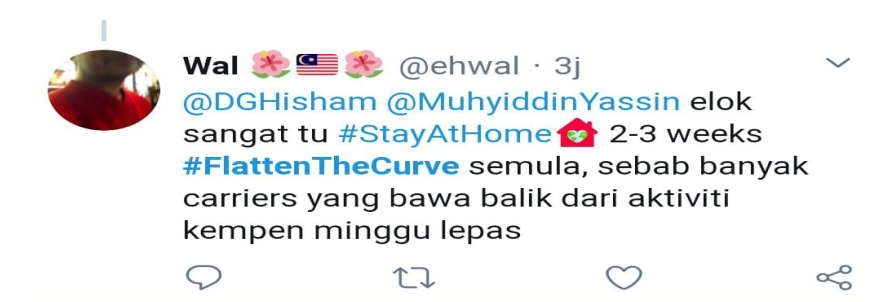 Wal 🌺🇲🇾🌺 @ehwal · 3j
@DGHisham @MuhyiddinYassin elok
sangat tu #StayAtHome 2-3 weeks
#FlattenTheCurve semula, sebab banyak
carriers yang bawa balik dari aktiviti
kempen minggu lepas